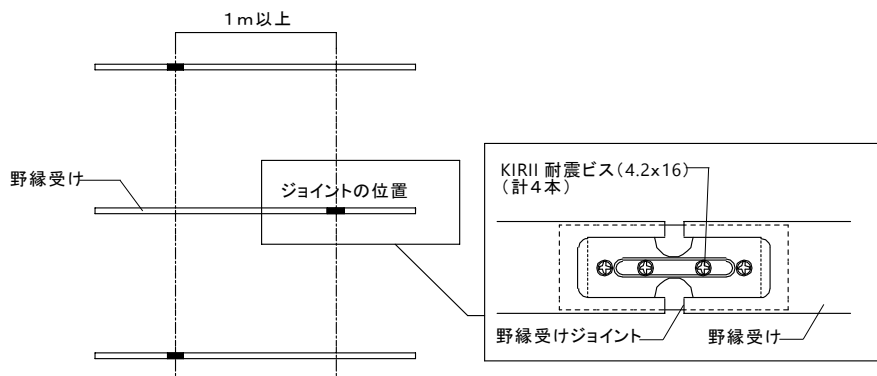 1m以上
野縁受け
ジョイントの位置
KIRII 耐震ビス(4.2x16)
(計4本)
野縁受けジョイント
野縁受け